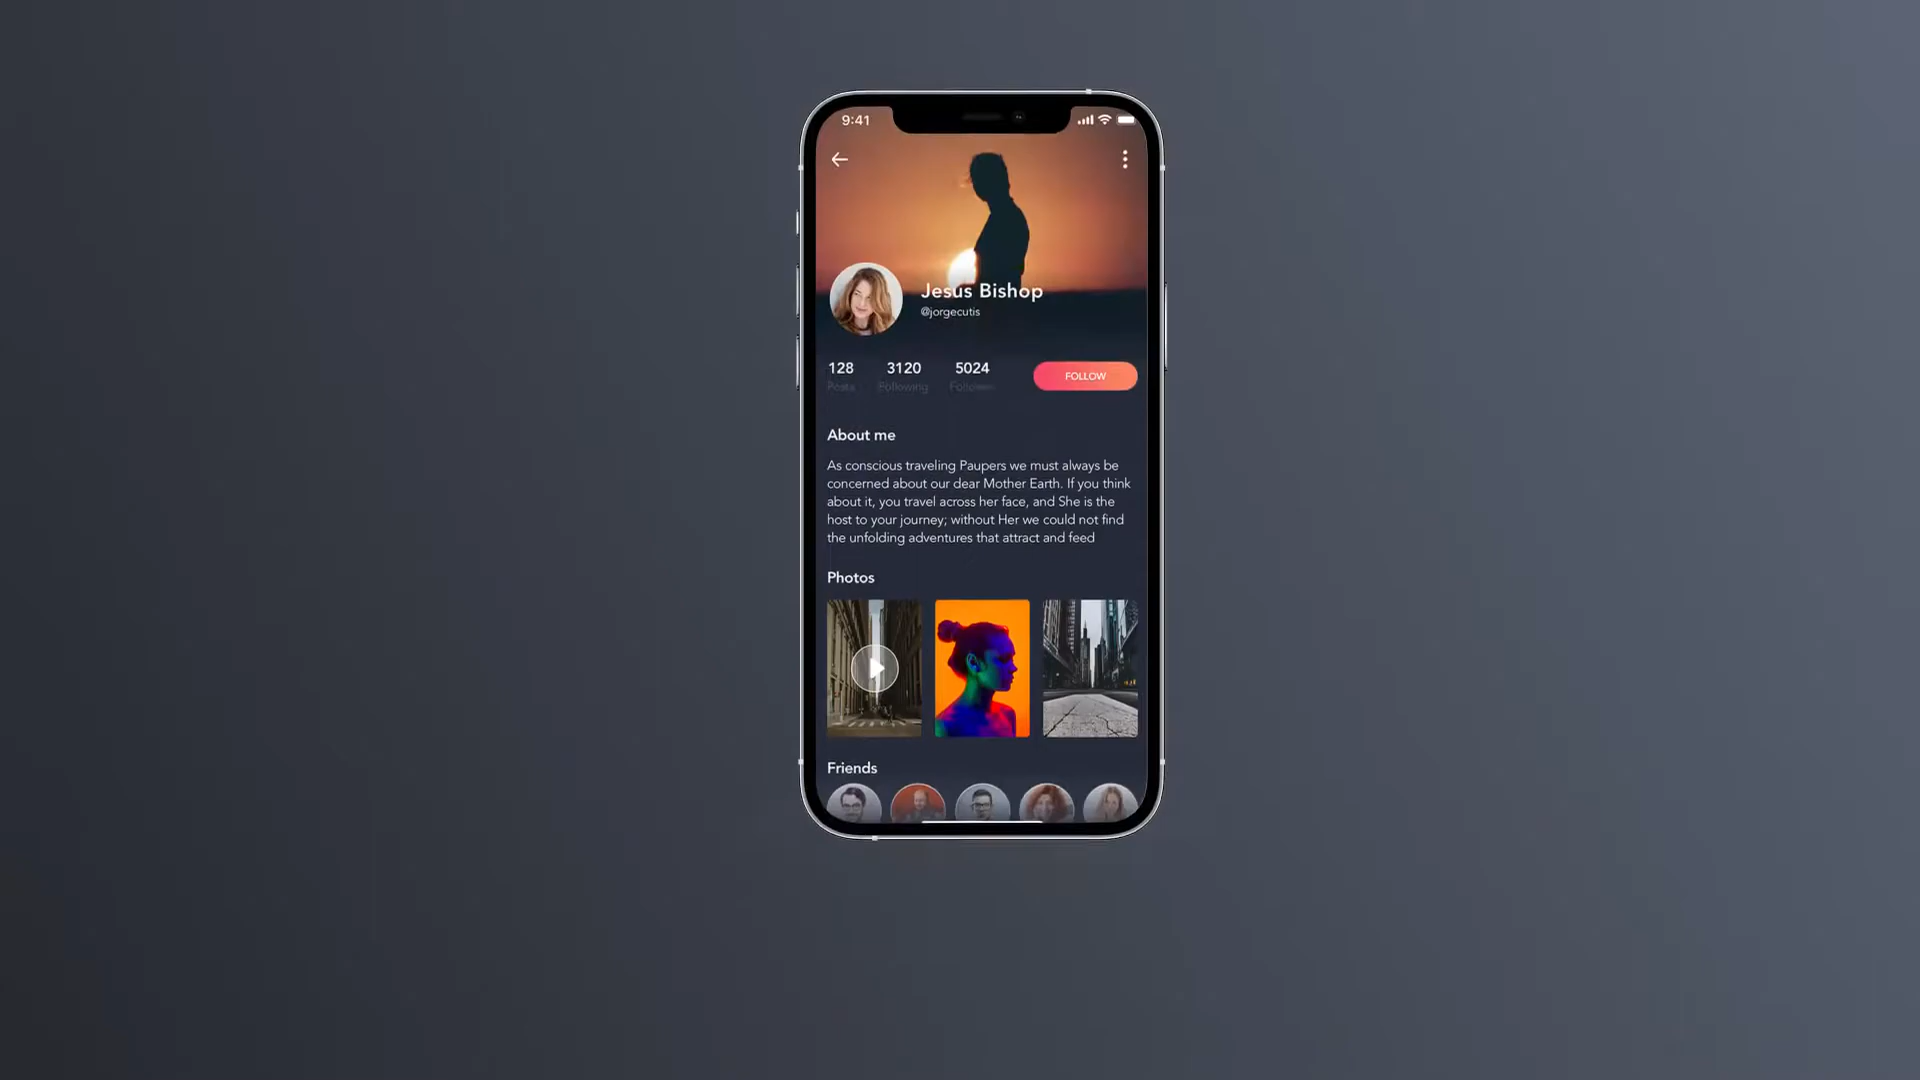 9:41
Jesus Bishop
@jorgecutis
128 3120 5024
Posts Following Followers
FOLLOW
About me
As conscious traveling Paupers we must always be
concerned about our dear Mother Earth. If you think
about it, you travel across her face, and She is the
host to your journey; without Her we could not find
the unfolding adventures that attract and feed
Photos
Friends